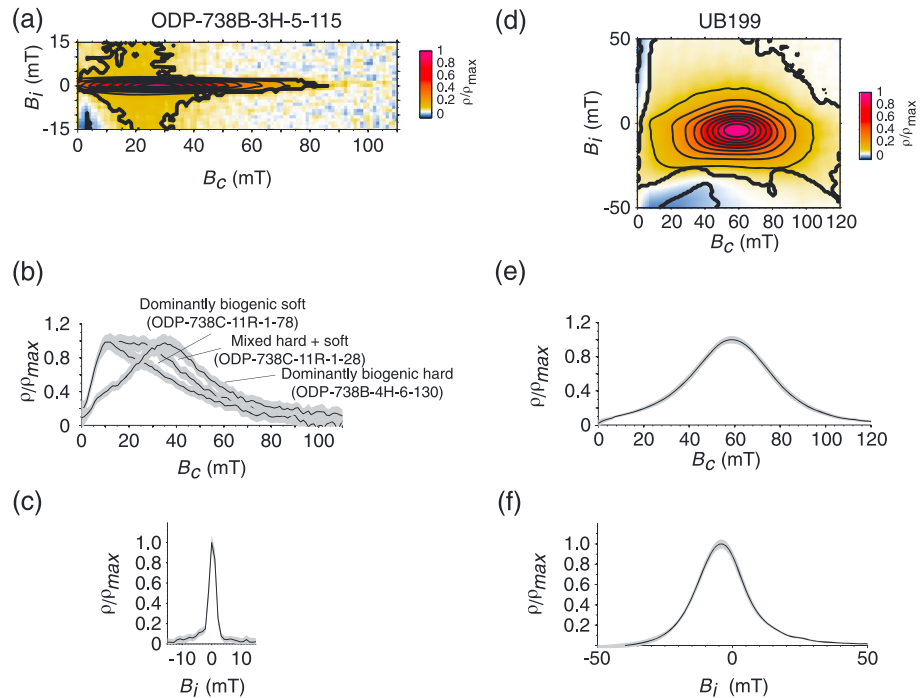 (a)
ODP-738B-3H-5-115
15
0
-15
B_i (mT)
0 20 40 60 80 100
B_c (mT)
1
0.8
0.6
0.4
0.2
0
ρ/ρmax
(d)
UB199
50
0
-50
B_i (mT)
0 20 40 60 80 100 120
B_c (mT)
1
0.8
0.6
0.4
0.2
0
ρ/ρmax
(b)
1.2
0.8
0.4
0
ρ/ρmax
Dominantly biogenic soft
(ODP-738C-11R-1-78)
Mixed hard + soft
(ODP-738C-11R-1-28)
Dominantly biogenic hard
(ODP-738B-4H-6-130)
0 20 40 60 80 100
B_c (mT)
(e)
1.2
0.8
0.4
ρ/ρmax
0 20 40 60 80 100 120
B_c (mT)
(c)
1.0
0.8
0.6
0.4
0.2
0
ρ/ρmax
-10 0 10
B_i (mT)
(f)
1.0
0.8
0.6
0.4
0.2
ρ/ρmax
-50 0 50
B_i (mT)